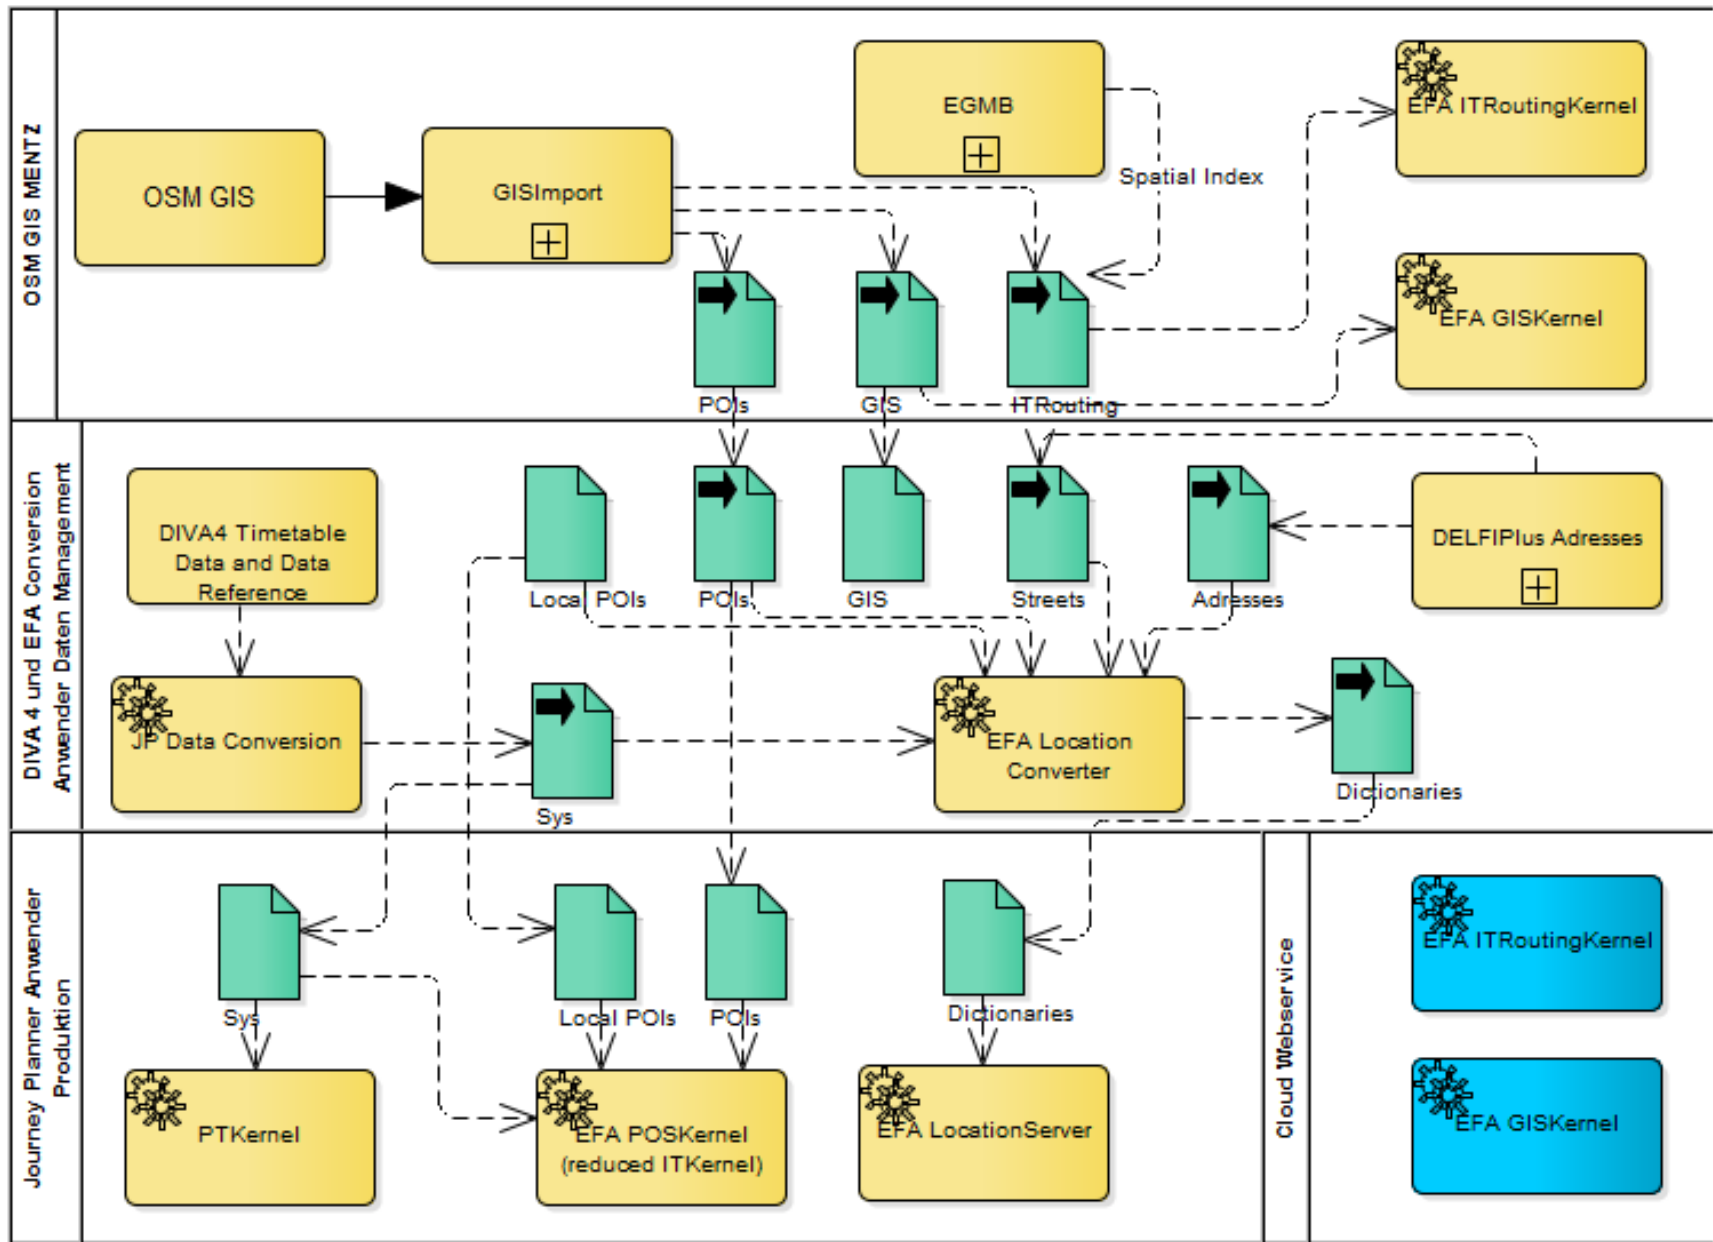 OSM GIS MENTZ
OSM GIS
GISImport
EGMB
Spatial Index
EFA ITRoutingKernel
EFA GISKernel
POIs
GIS
ITRouting
DIVA 4 und EFA Conversion
Anwender Daten Management
DIVA4 Timetable
Data and Data
Reference
Local POIs
POIs
GIS
Streets
Adresses
DELFIPlus Adresses
JP Data Conversion
Sys
EFA Location
Converter
Dictionaries
Journey Planner Anwender
Produktion
Sys
Local POIs
POIs
Dictionaries
PTKernel
EFA POSKernel
(reduced ITKernel)
EFA LocationServer
Cloud Webservice
EFA ITRoutingKernel
EFA GISKernel